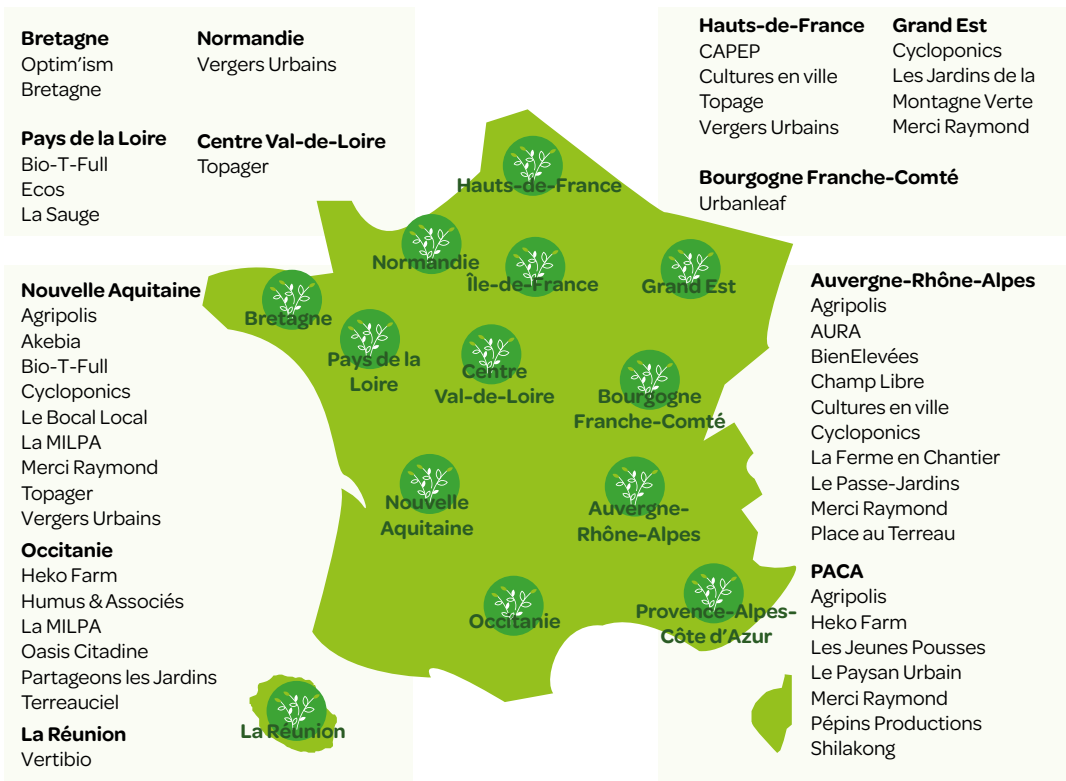 Bretagne
Optim’ism
Bretagne
Normandie
Vergers Urbains
Pays de la Loire
Bio-T-Full
Ecos
La Sauge
Centre Val-de-Loire
Topager
Hauts-de-France
CAPEP
Cultures en ville
Topage
Vergers Urbains
Grand Est
Cycloponics
Les Jardins de la
Montagne Verte
Merci Raymond
Bourgogne Franche-Comté
Urbanleaf
Nouvelle Aquitaine
Agripolis
Akebia
Bio-T-Full
Cycloponics
Le Bocal Local
La MILPA
Merci Raymond
Topager
Vergers Urbains
Occitanie
Heko Farm
Humus & Associés
La MILPA
Oasis Citadine
Partageons les Jardins
Terreauciel
La Réunion
Vertibio
Hauts-de-France
Normandie
Île-de-France
Grand Est
Bretagne
Pays de la
Loire
Centre
Val-de-Loire
Bourgogne
Franche-Comté
Nouvelle
Aquitaine
Auvergne-
Rhône-Alpes
Occitanie
Provence-Alpes-
Côte d’Azur
La Réunion
Auvergne-Rhône-Alpes
Agripolis
AURA
BienElevées
Champ Libre
Cultures en ville
Cycloponics
La Ferme en Chantier
Le Passe-Jardins
Merci Raymond
Place au Terreau
PACA
Agripolis
Heko Farm
Les Jeunes Pousses
Le Paysan Urbain
Merci Raymond
Pépins Productions
Shilakong